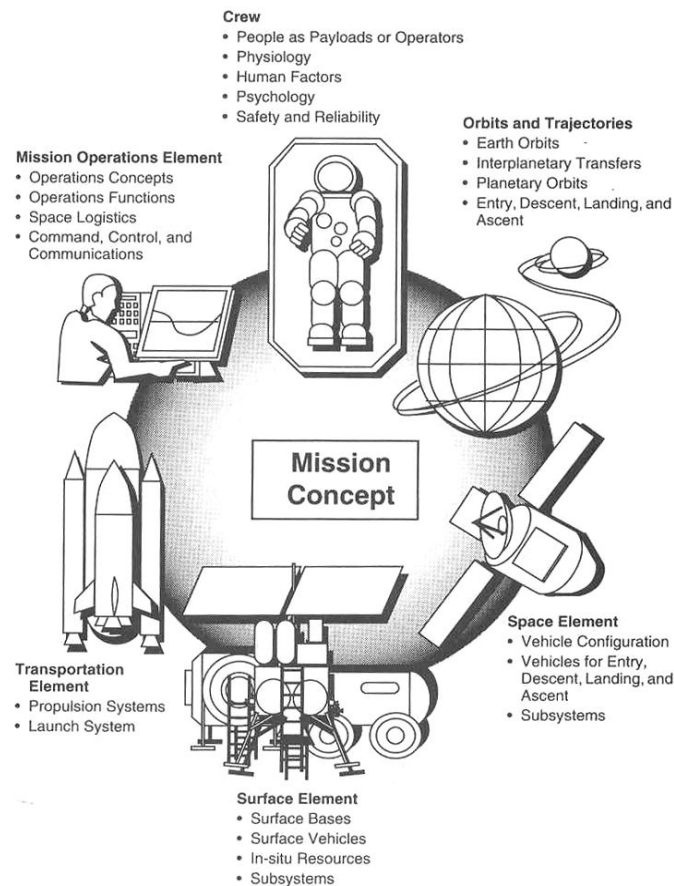 Crew
• People as Payloads or Operators
• Physiology
• Human Factors
• Psychology
• Safety and Reliability
Orbits and Trajectories
• Earth Orbits
• Interplanetary Transfers
• Planetary Orbits
• Entry, Descent, Landing, and
Ascent
Mission Operations Element
• Operations Concepts
• Operations Functions
• Space Logistics
• Command, Control, and
Communications
Mission
Concept
Space Element
• Vehicle Configuration
• Vehicles for Entry,
Descent, Landing, and
Ascent
• Subsystems
Transportation
Element
• Propulsion Systems
• Launch System
Surface Element
• Surface Bases
• Surface Vehicles
• In-situ Resources
• Subsystems